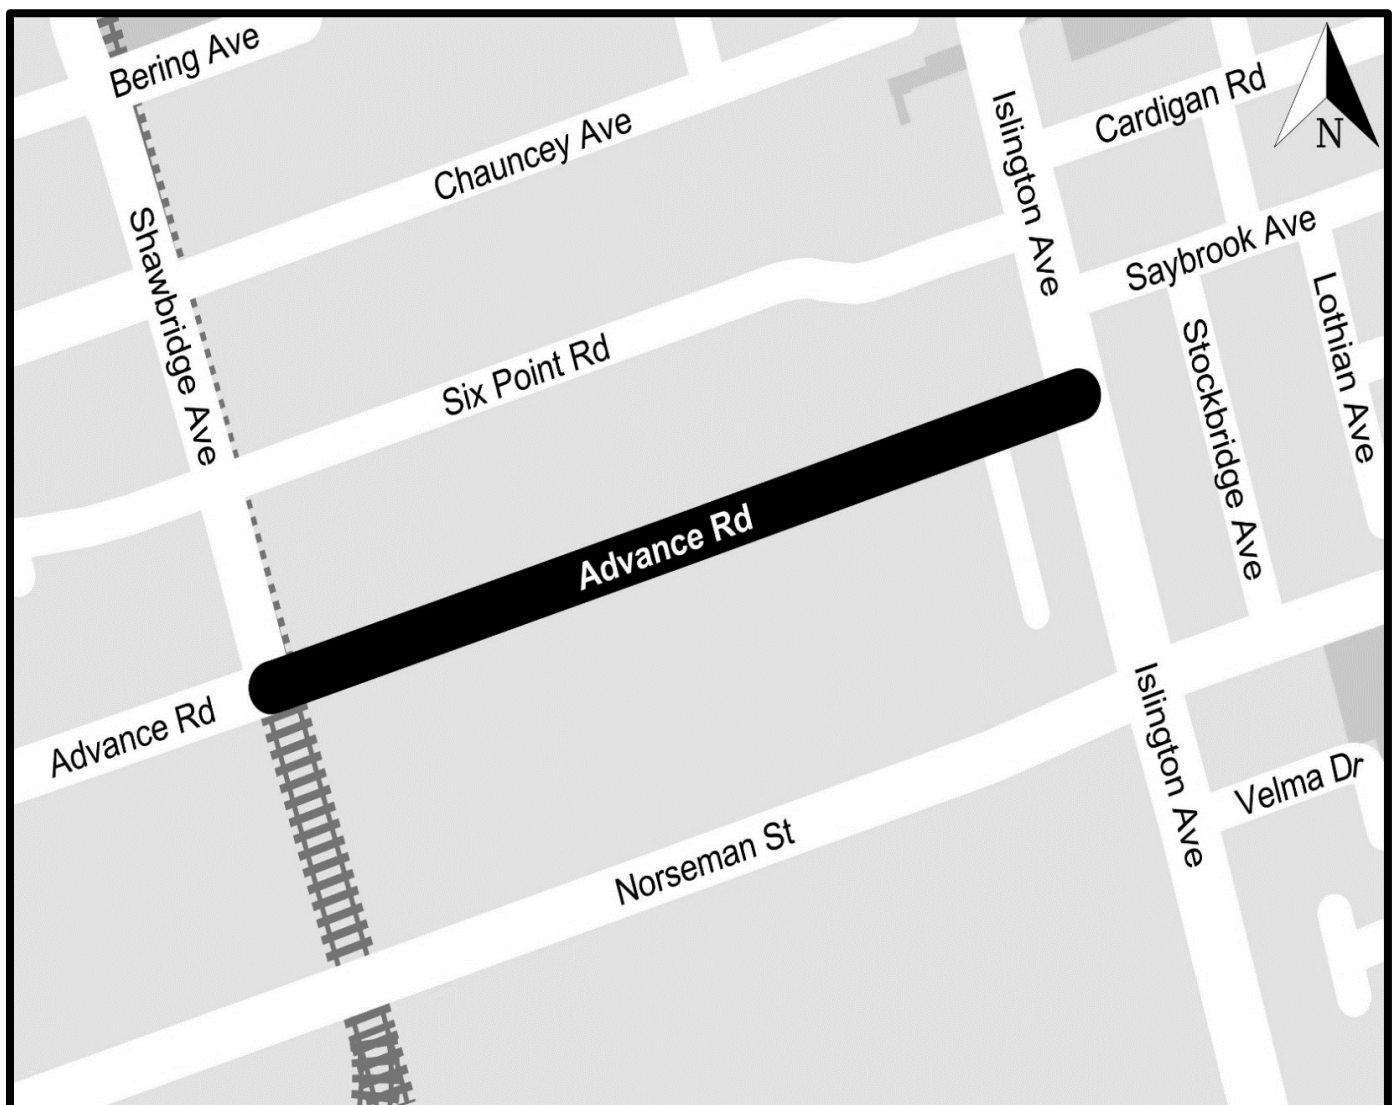 Bering Ave
Chauncey Ave
Islington Ave
Cardigan Rd
N
Shawbridge Ave
Six Point Rd
Saybrook Ave
Stockbridge Ave
Lothian Ave
Advance Rd
Advance Rd
Norseman St
Islington Ave
Velma Dr